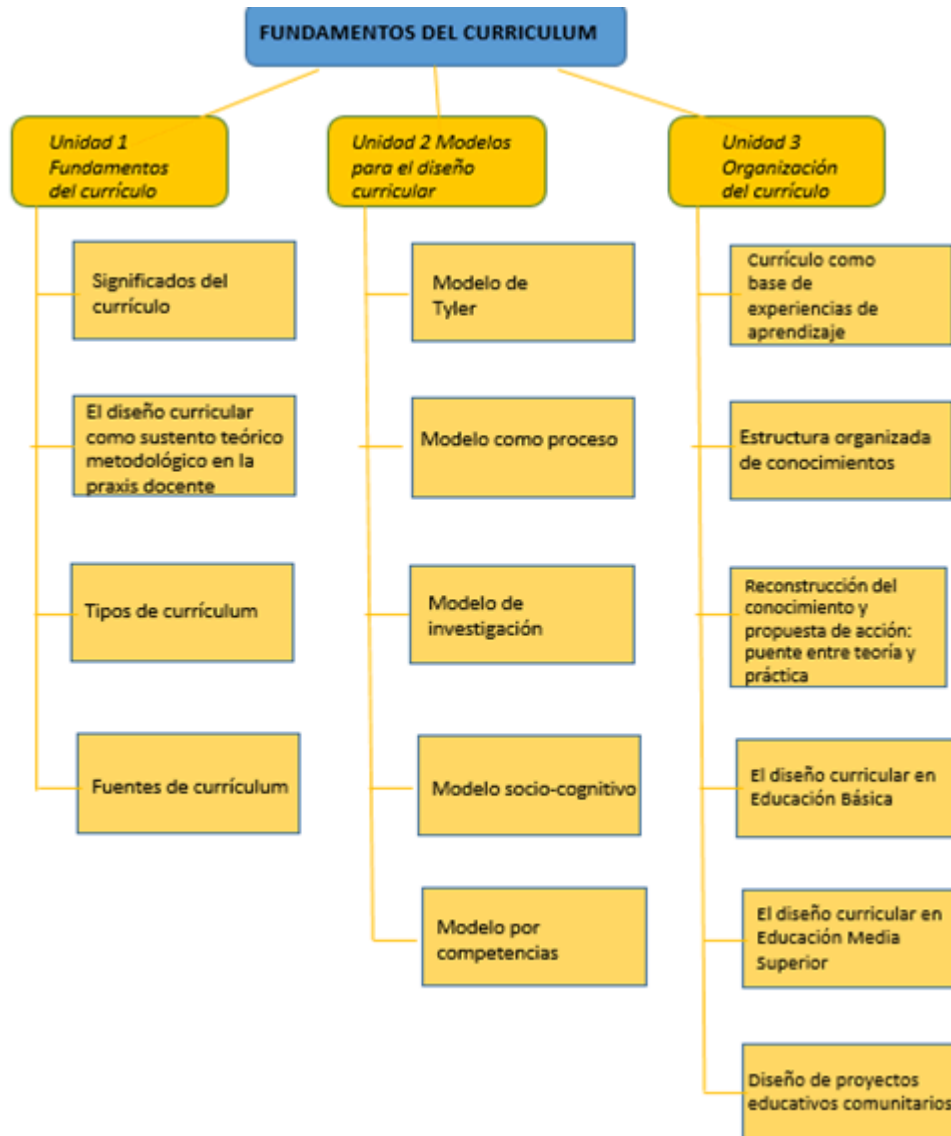 FUNDAMENTOS DEL CURRICULUM
Unidad 1
Fundamentos
del currículo
Significados del
currículo
El diseño curricular
como sustento teórico
metodológico en la
praxis docente
Tipos de currículum
Fuentes de currículum
Unidad 2 Modelos
para el diseño
curricular
Modelo de
Tyler
Modelo como proceso
Modelo de
investigación
Modelo socio-cognitivo
Modelo por
competencias
Unidad 3
Organización
del currículo
Currículo como
base de
experiencias de
aprendizaje
Estructura organizada
de conocimientos
Reconstrucción del
conocimiento y
propuesta de acción:
puente entre teoría y
práctica
El diseño curricular en
Educación Básica
El diseño curricular en
Educación Media
Superior
Diseño de proyectos
educativos comunitarios